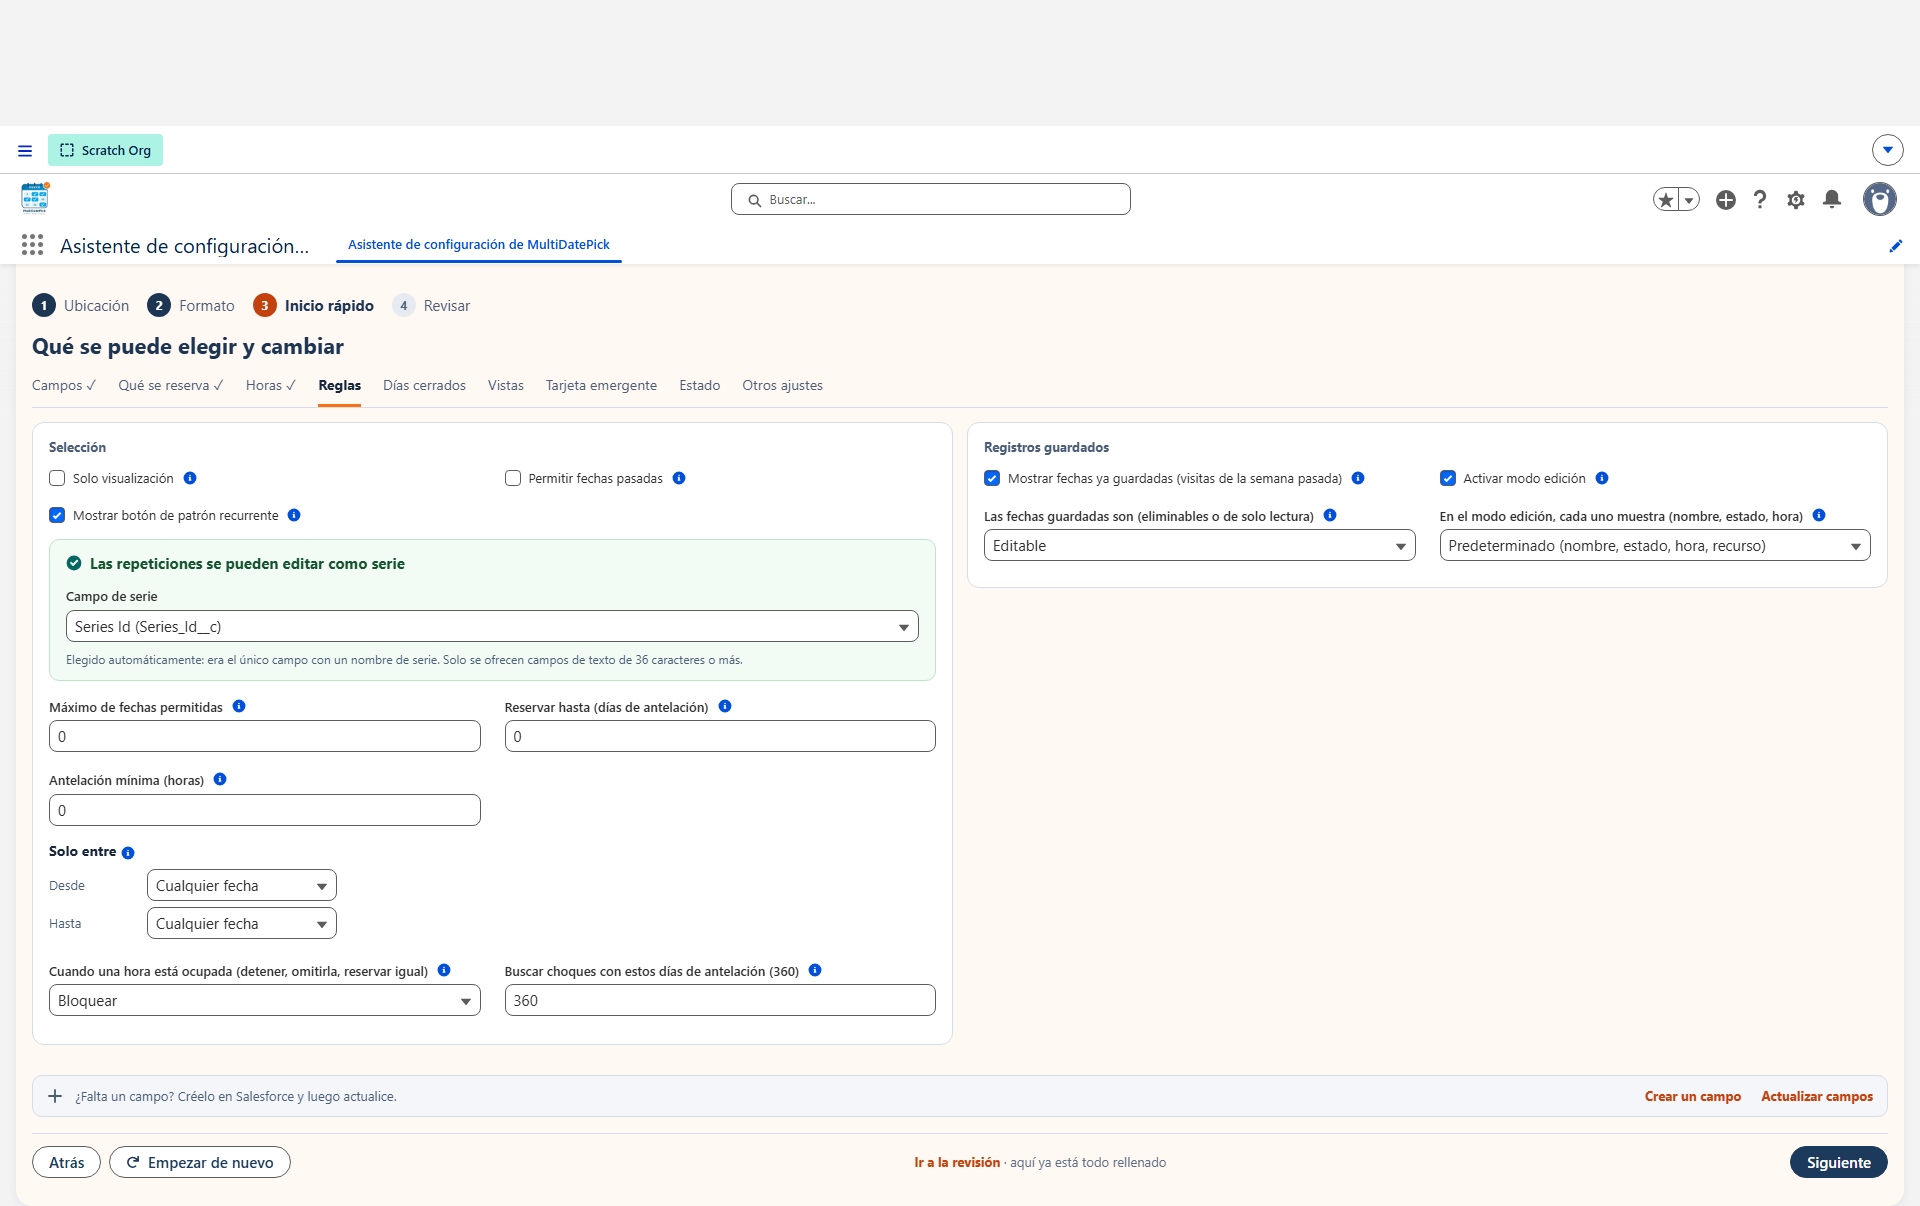 Scratch Org
Buscar...
Asistente de configuración...
Asistente de configuración de MultiDatePick
1 Ubicación
2 Formato
3 Inicio rápido
4 Revisar
Qué se puede elegir y cambiar
Campos ✓
Qué se reserva ✓
Horas ✓
Reglas
Días cerrados
Vistas
Tarjeta emergente
Estado
Otros ajustes
Selección
Solo visualización
Permitir fechas pasadas
Mostrar botón de patrón recurrente
Las repeticiones se pueden editar como serie
Campo de serie
Series Id (Series_Id__c)
Elegido automáticamente: era el único campo con un nombre de serie. Solo se ofrecen campos de texto de 36 caracteres o más.
Máximo de fechas permitidas
0
Reservar hasta (días de antelación)
0
Antelación mínima (horas)
0
Solo entre
Desde
Cualquier fecha
Hasta
Cualquier fecha
Cuando una hora está ocupada (detener, omitirla, reservar igual)
Bloquear
Buscar choques con estos días de antelación (360)
360
Registros guardados
Mostrar fechas ya guardadas (visitas de la semana pasada)
Activar modo edición
Las fechas guardadas son (eliminables o de solo lectura)
Editable
En el modo edición, cada uno muestra (nombre, estado, hora)
Predeterminado (nombre, estado, hora, recurso)
¿Falta un campo? Créelo en Salesforce y luego actualice.
Crear un campo
Actualizar campos
Atrás
Empezar de nuevo
Ir a la revisión · aquí ya está todo rellenado
Siguiente